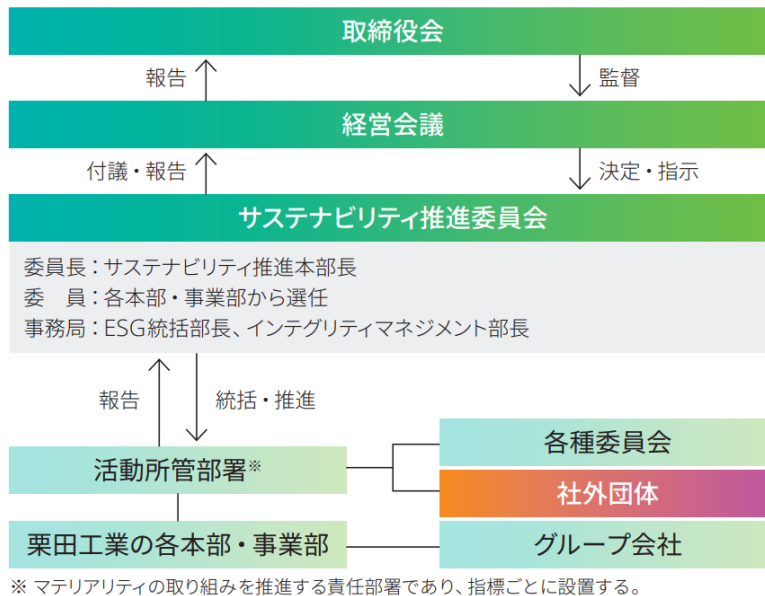 取締役会
報告
監督
経営会議
付議・報告
決定・指示
サステナビリティ推進委員会
委員長：サステナビリティ推進本部長
委　員：各本部・事業部から選任
事務局：ESG統括部長、インテグリティマネジメント部長
報告
統括・推進
各種委員会
活動所管部署※
社外団体
栗田工業の各本部・事業部
グループ会社
※ マテリアリティの取り組みを推進する責任部署であり、指標ごとに設置する。